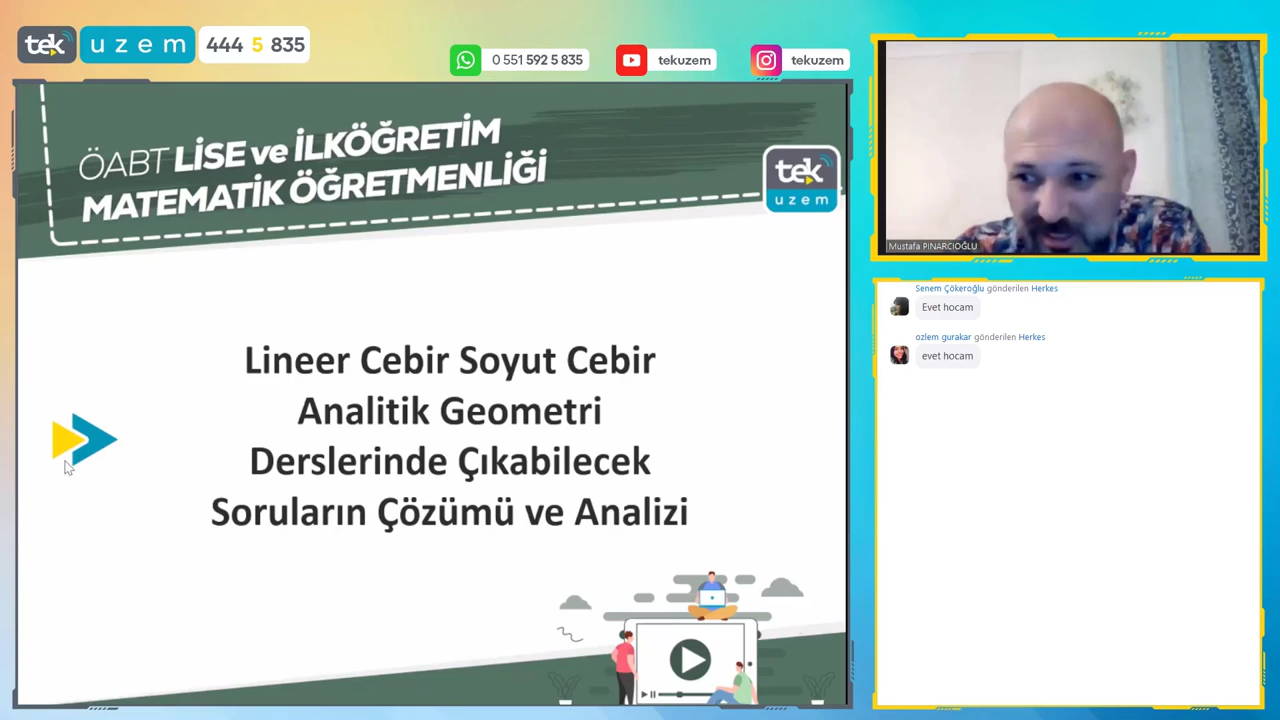 tek uzem 444 5 835
0 551 592 5 835
tekuzem
tekuzem
ÖABT LİSE ve İLKÖĞRETİM
MATEMATİK ÖĞRETMENLİĞİ
tek
uzem
Lineer Cebir Soyut Cebir
Analitik Geometri
Derslerinde Çıkabilecek
Soruların Çözümü ve Analizi
Mustafa PINARCIOĞLU
Senem Çökeroğlu gönderilen Herkes
Evet hocam
ozlem gurakar gönderilen Herkes
evet hocam